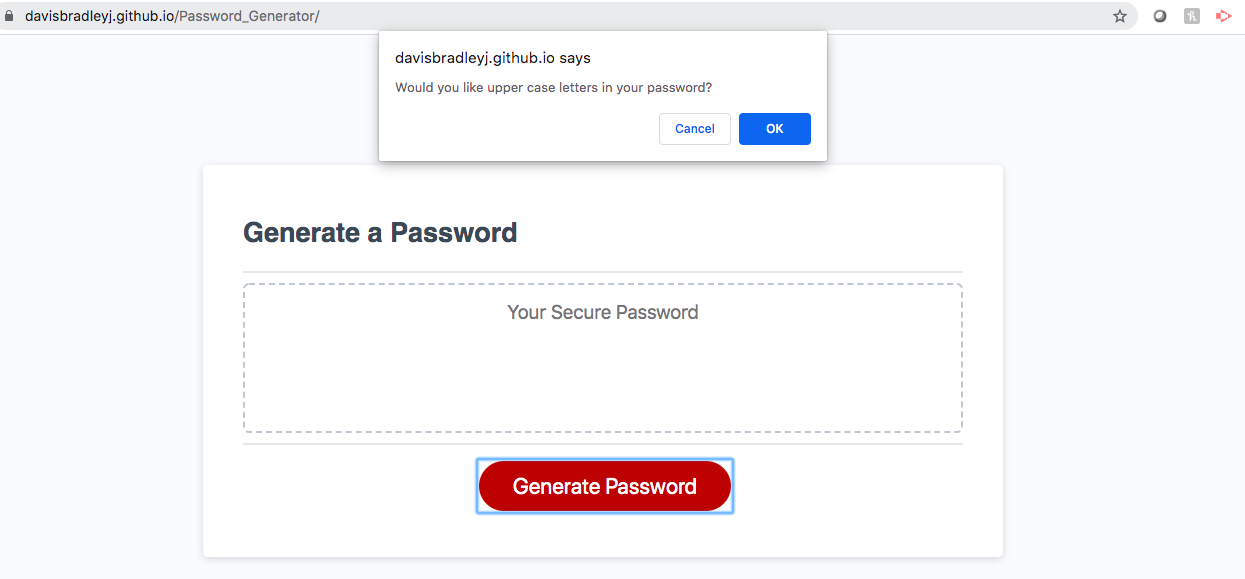 davisbradleyj.github.io/Password_Generator/
davisbradleyj.github.io says
Would you like upper case letters in your password?
Cancel OK
Generate a Password
Your Secure Password
Generate Password